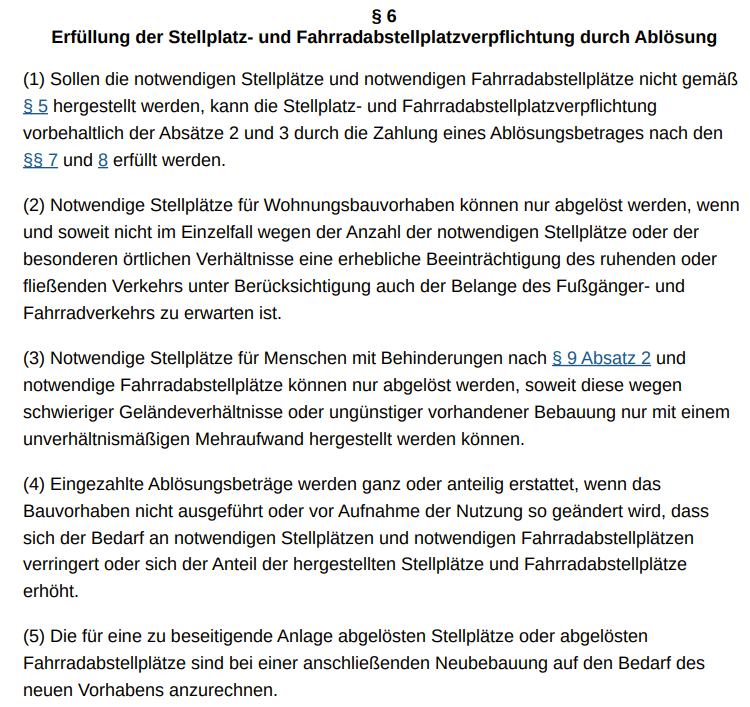 § 6
Erfüllung der Stellplatz- und Fahrradabstellplatzverpflichtung durch Ablösung
(1) Sollen die notwendigen Stellplätze und notwendigen Fahrradabstellplätze nicht gemäß
§ 5 hergestellt werden, kann die Stellplatz- und Fahrradabstellplatzverpflichtung
vorbehaltlich der Absätze 2 und 3 durch die Zahlung eines Ablösungsbetrages nach den
§§ 7 und 8 erfüllt werden.
(2) Notwendige Stellplätze für Wohnungsbauvorhaben können nur abgelöst werden, wenn
und soweit nicht im Einzelfall wegen der Anzahl der notwendigen Stellplätze oder der
besonderen örtlichen Verhältnisse eine erhebliche Beeinträchtigung des ruhenden oder
fließenden Verkehrs unter Berücksichtigung auch der Belange des Fußgänger- und
Fahrradverkehrs zu erwarten ist.
(3) Notwendige Stellplätze für Menschen mit Behinderungen nach § 9 Absatz 2 und
notwendige Fahrradabstellplätze können nur abgelöst werden, soweit diese wegen
schwieriger Geländeverhältnisse oder ungünstiger vorhandener Bebauung nur mit einem
unverhältnismäßigen Mehraufwand hergestellt werden können.
(4) Eingezahlte Ablösungsbeträge werden ganz oder anteilig erstattet, wenn das
Bauvorhaben nicht ausgeführt oder vor Aufnahme der Nutzung so geändert wird, dass
sich der Bedarf an notwendigen Stellplätzen und notwendigen Fahrradabstellplätzen
verringert oder sich der Anteil der hergestellten Stellplätze und Fahrradabstellplätze
erhöht.
(5) Die für eine zu beseitigende Anlage abgelösten Stellplätze oder abgelösten
Fahrradabstellplätze sind bei einer anschließenden Neubebauung auf den Bedarf des
neuen Vorhabens anzurechnen.